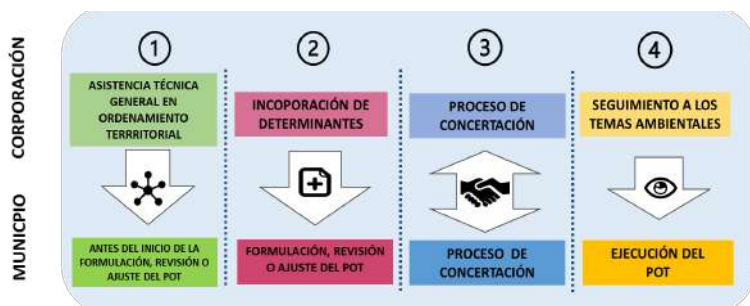 CORPORACIÓN
MUNICPIO
1
ASISTENCIA TÉCNICA
GENERAL EN
ORDENAMIENTO
TERRRITORIAL
ANTES DEL INICIO DE LA
FORMULACIÓN, REVISIÓN O
AJUSTE DEL POT
2
INCOPORACIÓN DE
DETERMINANTES
FORMULACIÓN, REVISIÓN
O AJUSTE DEL POT
3
PROCESO DE
CONCERTACIÓN
PROCESO DE
CONCERTACIÓN
4
SEGUIMIENTO A LOS
TEMAS AMBIENTALES
EJECUCIÓN DEL
POT